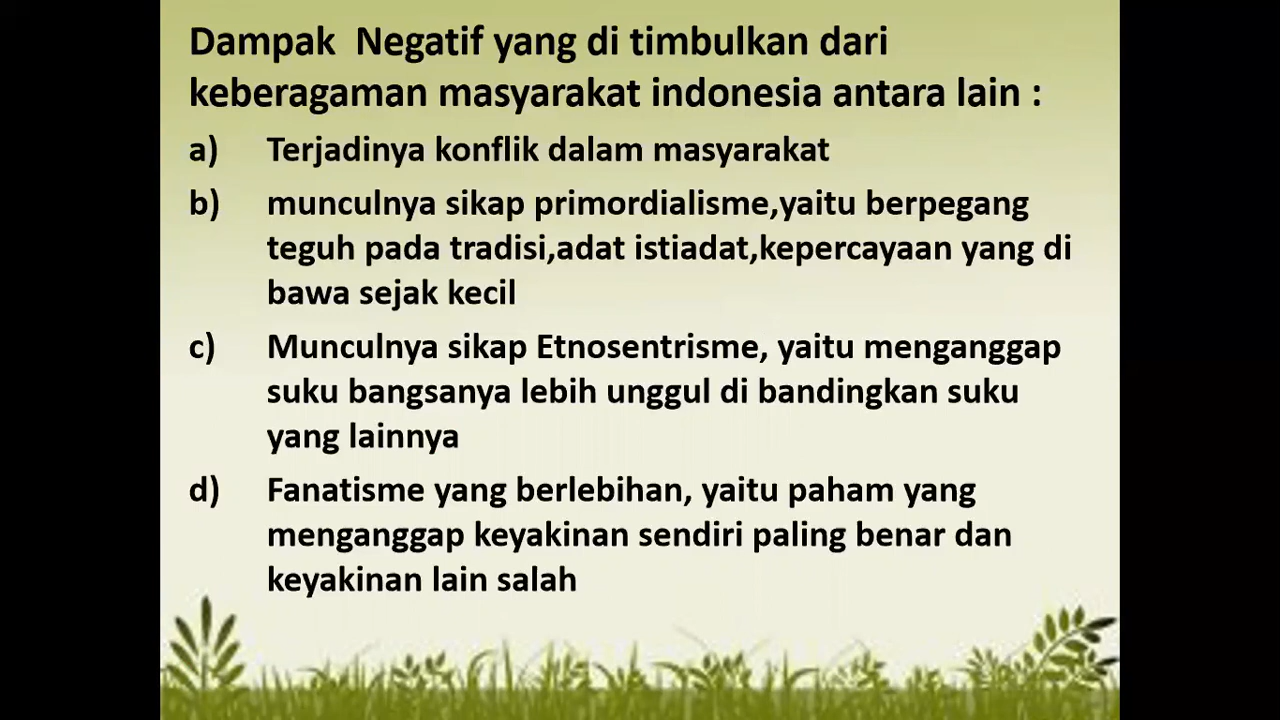 Dampak  Negatif yang di timbulkan dari
keberagaman masyarakat indonesia antara lain :
a) Terjadinya konflik dalam masyarakat
b) munculnya sikap primordialisme,yaitu berpegang
teguh pada tradisi,adat istiadat,kepercayaan yang di
bawa sejak kecil
c) Munculnya sikap Etnosentrisme, yaitu menganggap
suku bangsanya lebih unggul di bandingkan suku
yang lainnya
d) Fanatisme yang berlebihan, yaitu paham yang
menganggap keyakinan sendiri paling benar dan
keyakinan lain salah